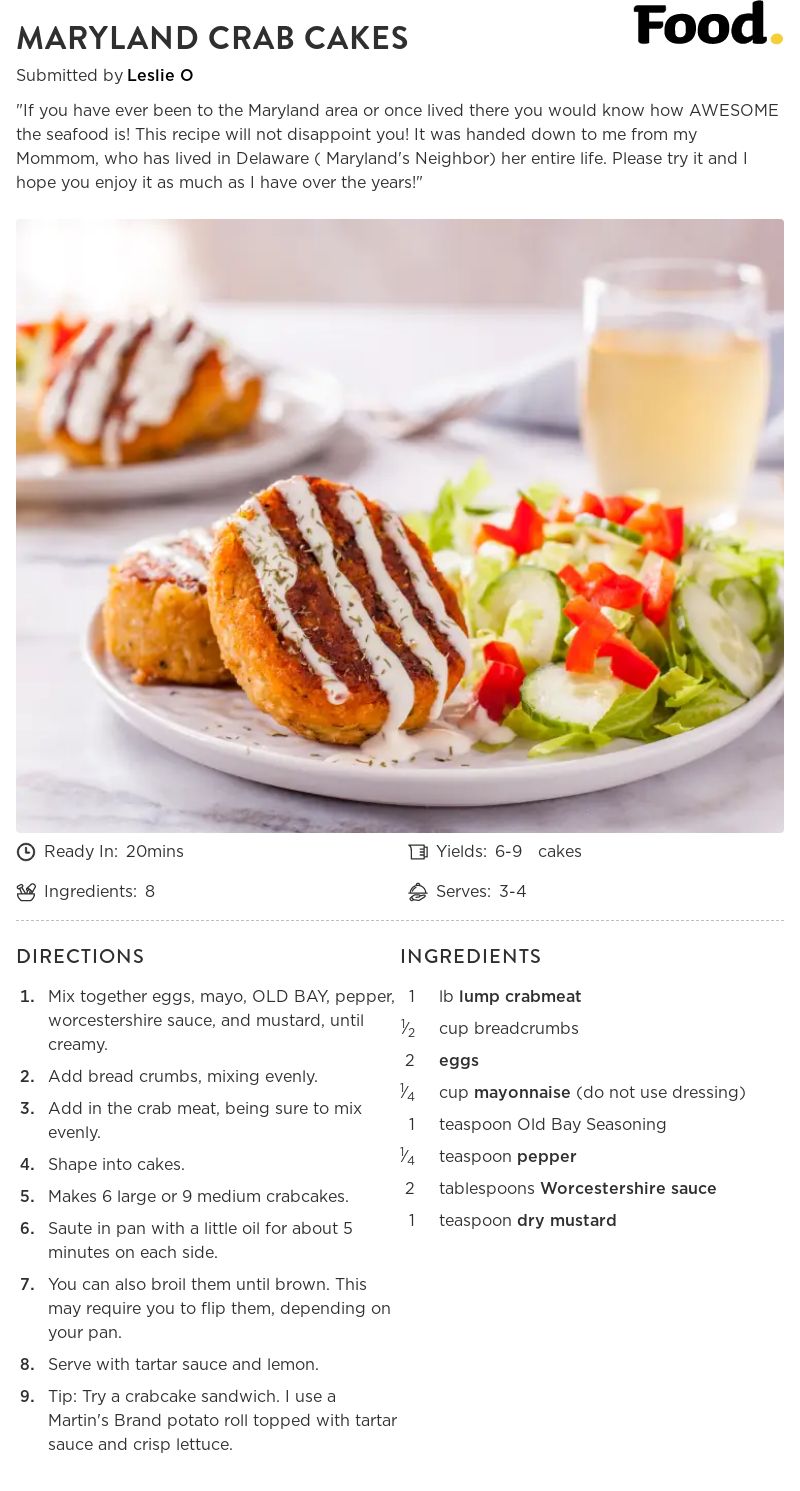 MARYLAND CRAB CAKES
Food.
Submitted by Leslie O
"If you have ever been to the Maryland area or once lived there you would know how AWESOME
the seafood is! This recipe will not disappoint you! It was handed down to me from my
Mommom, who has lived in Delaware ( Maryland's Neighbor) her entire life. Please try it and I
hope you enjoy it as much as I have over the years!"
Ready In: 20mins
Yields: 6-9 cakes
Ingredients: 8
Serves: 3-4
DIRECTIONS
1. Mix together eggs, mayo, OLD BAY, pepper,
worcestershire sauce, and mustard, until
creamy.
2. Add bread crumbs, mixing evenly.
3. Add in the crab meat, being sure to mix
evenly.
4. Shape into cakes.
5. Makes 6 large or 9 medium crabcakes.
6. Saute in pan with a little oil for about 5
minutes on each side.
7. You can also broil them until brown. This
may require you to flip them, depending on
your pan.
8. Serve with tartar sauce and lemon.
9. Tip: Try a crabcake sandwich. I use a
Martin's Brand potato roll topped with tartar
sauce and crisp lettuce.
INGREDIENTS
1 lb lump crabmeat
1⁄2 cup breadcrumbs
2 eggs
1⁄4 cup mayonnaise (do not use dressing)
1 teaspoon Old Bay Seasoning
1⁄4 teaspoon pepper
2 tablespoons Worcestershire sauce
1 teaspoon dry mustard